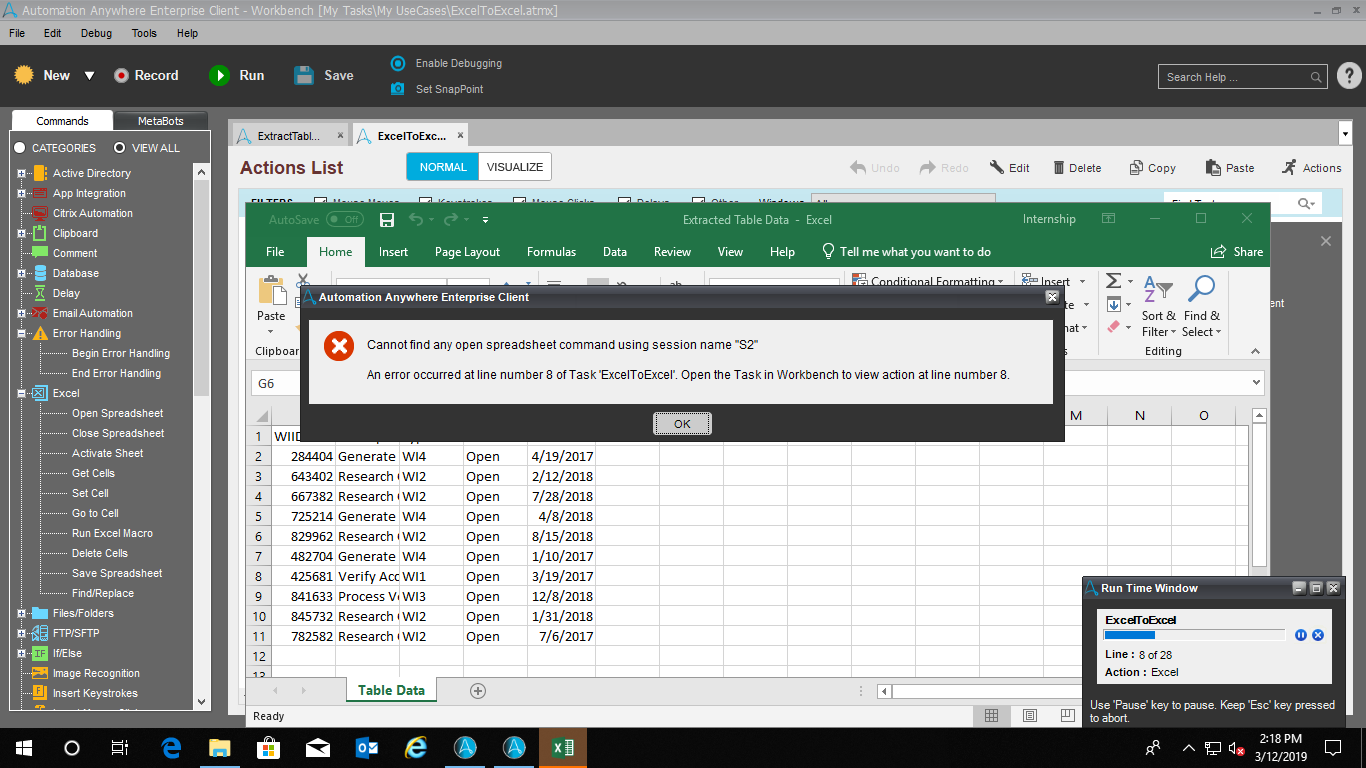 Automation Anywhere Enterprise Client - Workbench [My Tasks\My UseCases\ExcelToExcel.atmx]
File Edit Debug Tools Help
New Record Run Save
Enable Debugging
Set SnapPoint
Search Help ...
Commands MetaBots
CATEGORIES VIEW ALL
Active Directory
App Integration
Citrix Automation
Clipboard
Comment
Database
Delay
Email Automation
Error Handling
Begin Error Handling
End Error Handling
Excel
Open Spreadsheet
Close Spreadsheet
Activate Sheet
Get Cells
Set Cell
Go to Cell
Run Excel Macro
Delete Cells
Save Spreadsheet
Find/Replace
Files/Folders
FTP/SFTP
If/Else
Image Recognition
Insert Keystrokes
ExtractTabl... ExcelToExc...
Actions List NORMAL VISUALIZE
Undo Redo Edit Delete Copy Paste Actions
AutoSave Off
Extracted Table Data - Excel
Internship
File Home Insert Page Layout Formulas Data Review View Help Tell me what you want to do Share
Paste
Conditional Formatting
Insert
Sort & Filter
Find & Select
Editing
Automation Anywhere Enterprise Client
Cannot find any open spreadsheet command using session name "S2"
An error occurred at line number 8 of Task 'ExcelToExcel'. Open the Task in Workbench to view action at line number 8.
OK
G6
M N O
1 WIID
2 284404 Generate WI4 Open 4/19/2017
3 643402 Research WI2 Open 2/12/2018
4 667382 Research WI2 Open 7/28/2018
5 725214 Generate WI4 Open 4/8/2018
6 829962 Research WI2 Open 8/15/2018
7 482704 Generate WI4 Open 1/10/2017
8 425681 Verify Acc WI1 Open 3/19/2017
9 841633 Process V WI3 Open 12/8/2018
10 845732 Research WI2 Open 1/31/2018
11 782582 Research WI2 Open 7/6/2017
12
13
Table Data
Ready
Run Time Window
ExcelToExcel
Line : 8 of 28
Action : Excel
Use 'Pause' key to pause. Keep 'Esc' key pressed
to abort.
2:18 PM
3/12/2019